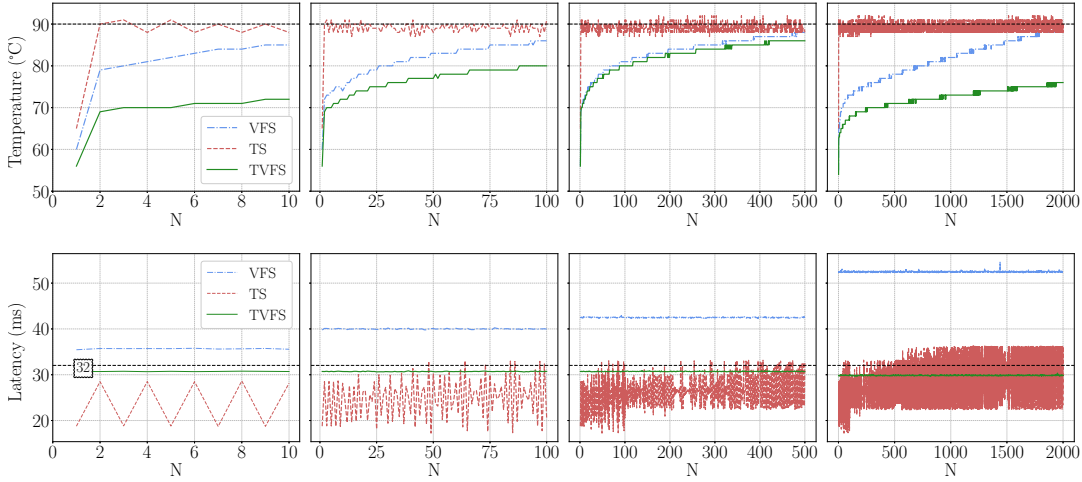 Temperature (°C)
90
80
70
60
50
VFS
TS
TVFS
0 2 4 6 8 10
N
0 25 50 75 100
N
0 100 200 300 400 500
N
0 500 1000 1500 2000
N
Latency (ms)
50
40
30
20
VFS
TS
TVFS
32
0 2 4 6 8 10
N
0 25 50 75 100
N
0 100 200 300 400 500
N
0 500 1000 1500 2000
N